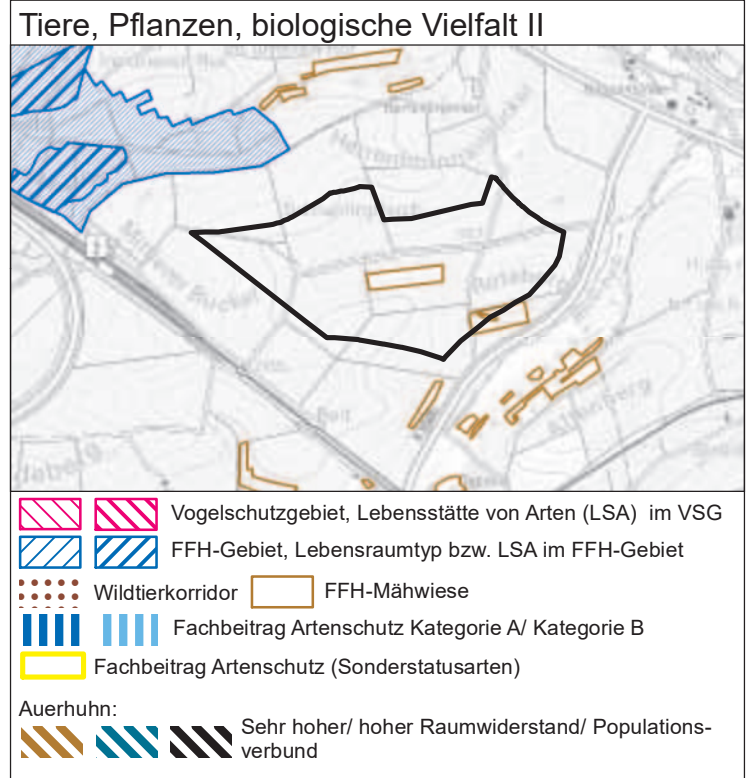 Tiere, Pflanzen, biologische Vielfalt II
Vogelschutzgebiet, Lebensstätte von Arten (LSA) im VSG
FFH-Gebiet, Lebensraumtyp bzw. LSA im FFH-Gebiet
Wildtierkorridor FFH-Mähwiese
Fachbeitrag Artenschutz Kategorie A/ Kategorie B
Fachbeitrag Artenschutz (Sonderstatusarten)
Auerhuhn:
Sehr hoher/ hoher Raumwiderstand/ Populations-
verbund